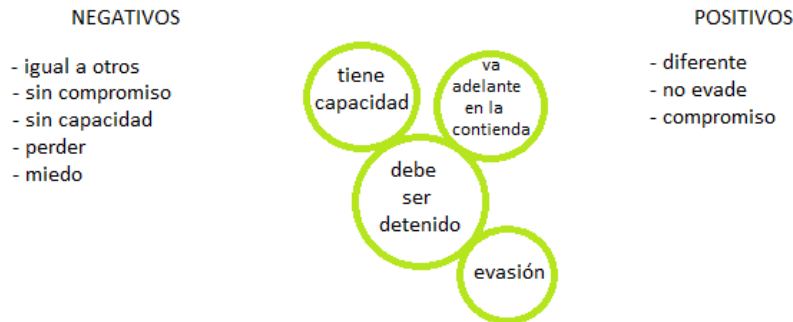 NEGATIVOS
- igual a otros
- sin compromiso
- sin capacidad
- perder
- miedo
tiene
capacidad
va
adelante
en la
contienda
debe
ser
detenido
evasión
POSITIVOS
- diferente
- no evade
- compromiso